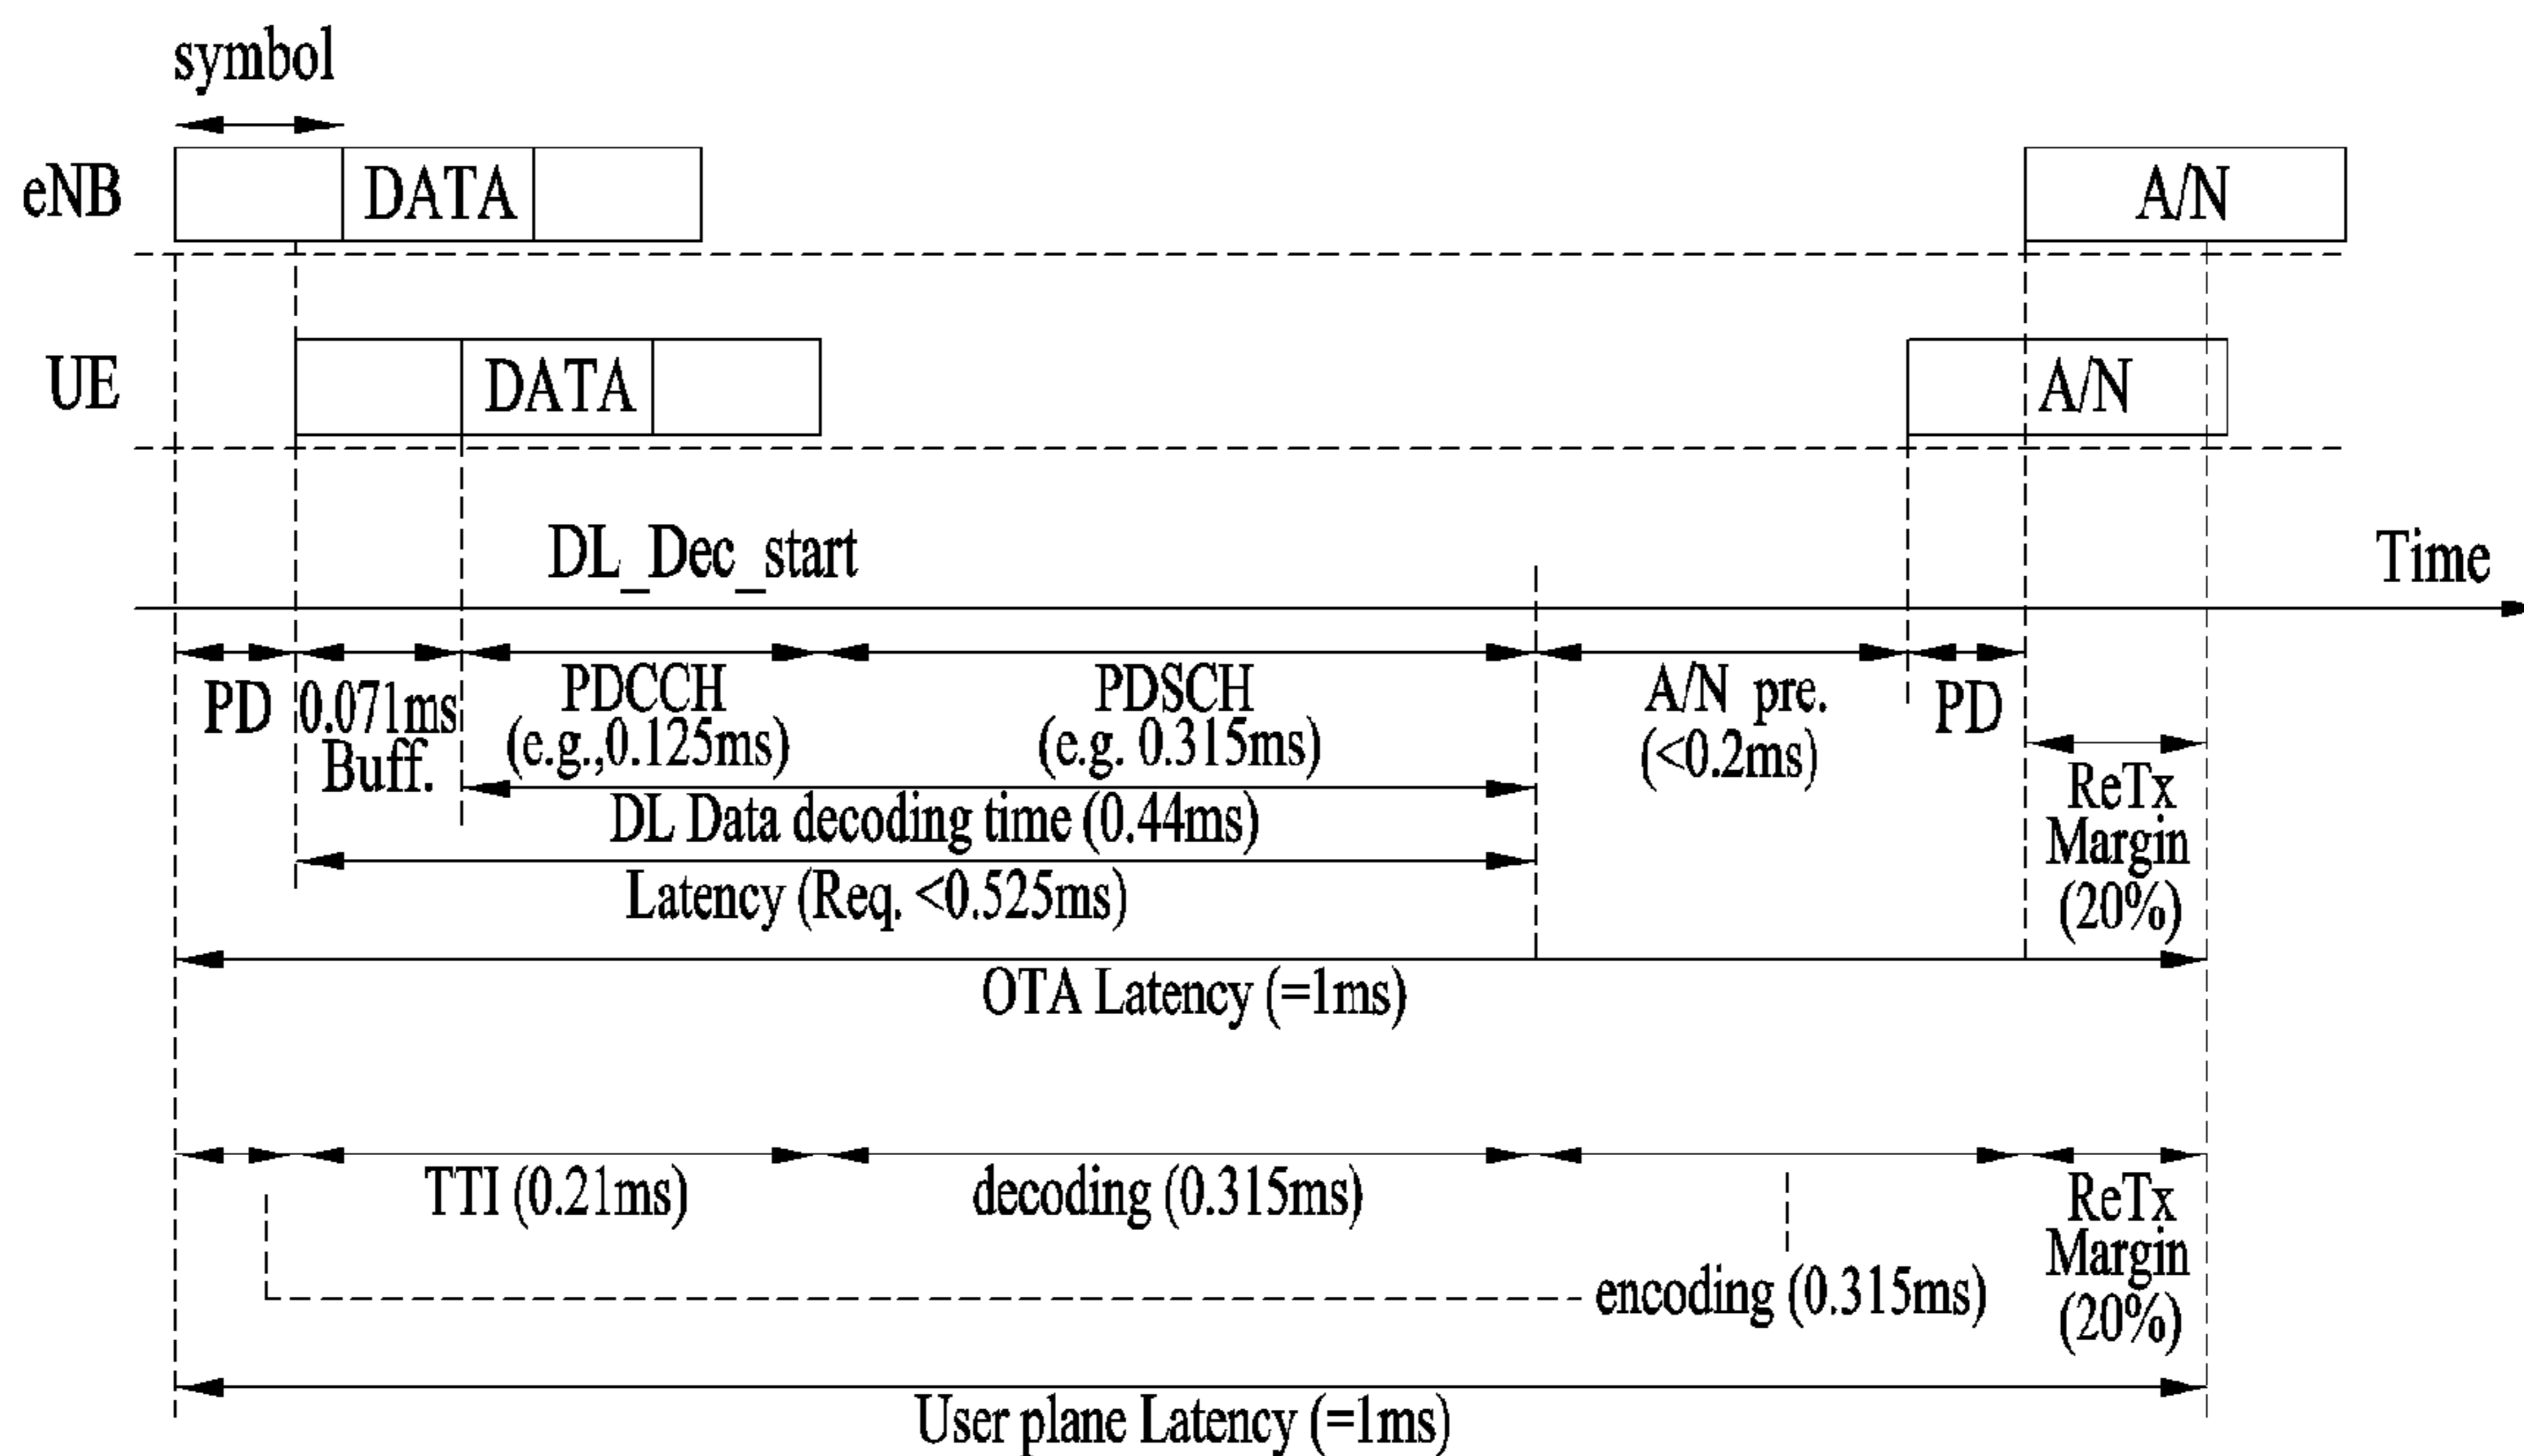 symbol
eNB
DATA
A/N
UE
DATA
A/N
DL_Dec_start
Time
PD
0.071ms
Buff.
PDCCH
(e.g.,0.125ms)
PDSCH
(e.g. 0.315ms)
A/N pre.
(<0.2ms)
PD
ReTx
Margin
(20%)
DL Data decoding time (0.44ms)
Latency (Req. <0.525ms)
OTA Latency (=1ms)
TTI (0.21ms)
decoding (0.315ms)
encoding (0.315ms)
ReTx
Margin
(20%)
User plane Latency (=1ms)